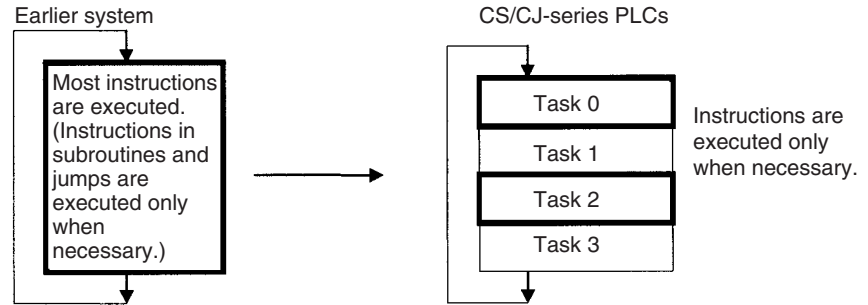 Earlier system
Most instructions
are executed.
(Instructions in
subroutines and
jumps are
executed only
when
necessary.)
CS/CJ-series PLCs
Task 0
Task 1
Task 2
Task 3
Instructions are
executed only
when necessary.